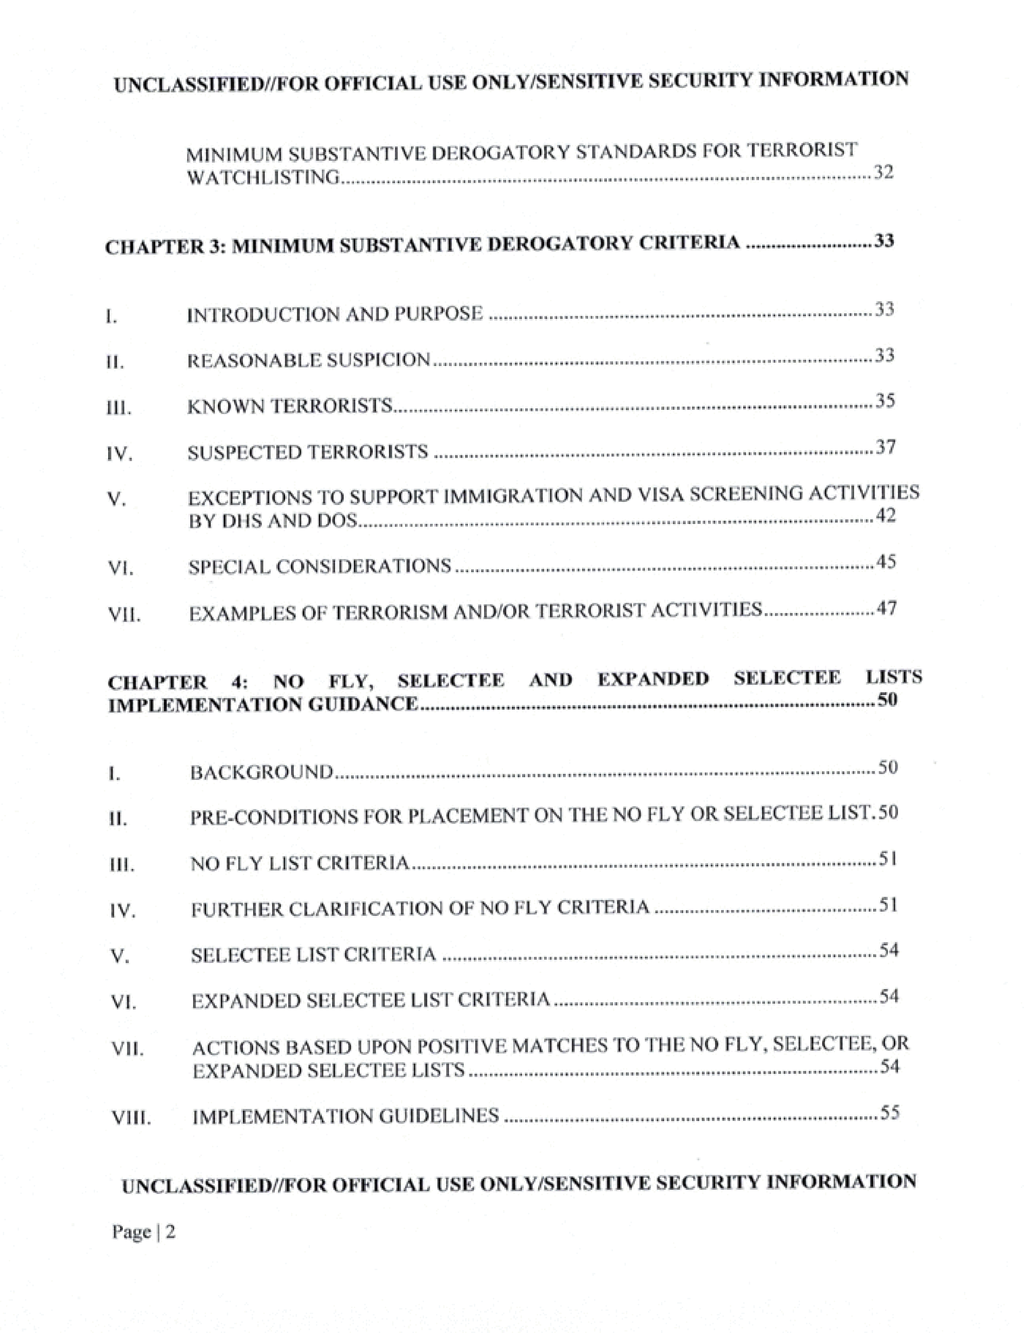 UNCLASSIFIED//FOR OFFICIAL USE ONLY/SENSITIVE SECURITY INFORMATION
MINIMUM SUBSTANTIVE DEROGATORY STANDARDS FOR TERRORIST
WATCHLISTING..........32
CHAPTER 3: MINIMUM SUBSTANTIVE DEROGATORY CRITERIA ..........33
I. INTRODUCTION AND PURPOSE ..........33
II. REASONABLE SUSPICION..........33
III. KNOWN TERRORISTS..........35
IV. SUSPECTED TERRORISTS ..........37
V. EXCEPTIONS TO SUPPORT IMMIGRATION AND VISA SCREENING ACTIVITIES
BY DHS AND DOS..........42
VI. SPECIAL CONSIDERATIONS ..........45
VII. EXAMPLES OF TERRORISM AND/OR TERRORIST ACTIVITIES..........47
CHAPTER 4: NO FLY, SELECTEE AND EXPANDED SELECTEE LISTS
IMPLEMENTATION GUIDANCE..........50
I. BACKGROUND..........50
II. PRE-CONDITIONS FOR PLACEMENT ON THE NO FLY OR SELECTEE LIST.50
III. NO FLY LIST CRITERIA..........51
IV. FURTHER CLARIFICATION OF NO FLY CRITERIA ..........51
V. SELECTEE LIST CRITERIA ..........54
VI. EXPANDED SELECTEE LIST CRITERIA ..........54
VII. ACTIONS BASED UPON POSITIVE MATCHES TO THE NO FLY, SELECTEE, OR
EXPANDED SELECTEE LISTS ..........54
VIII. IMPLEMENTATION GUIDELINES ..........55
UNCLASSIFIED//FOR OFFICIAL USE ONLY/SENSITIVE SECURITY INFORMATION
Page | 2